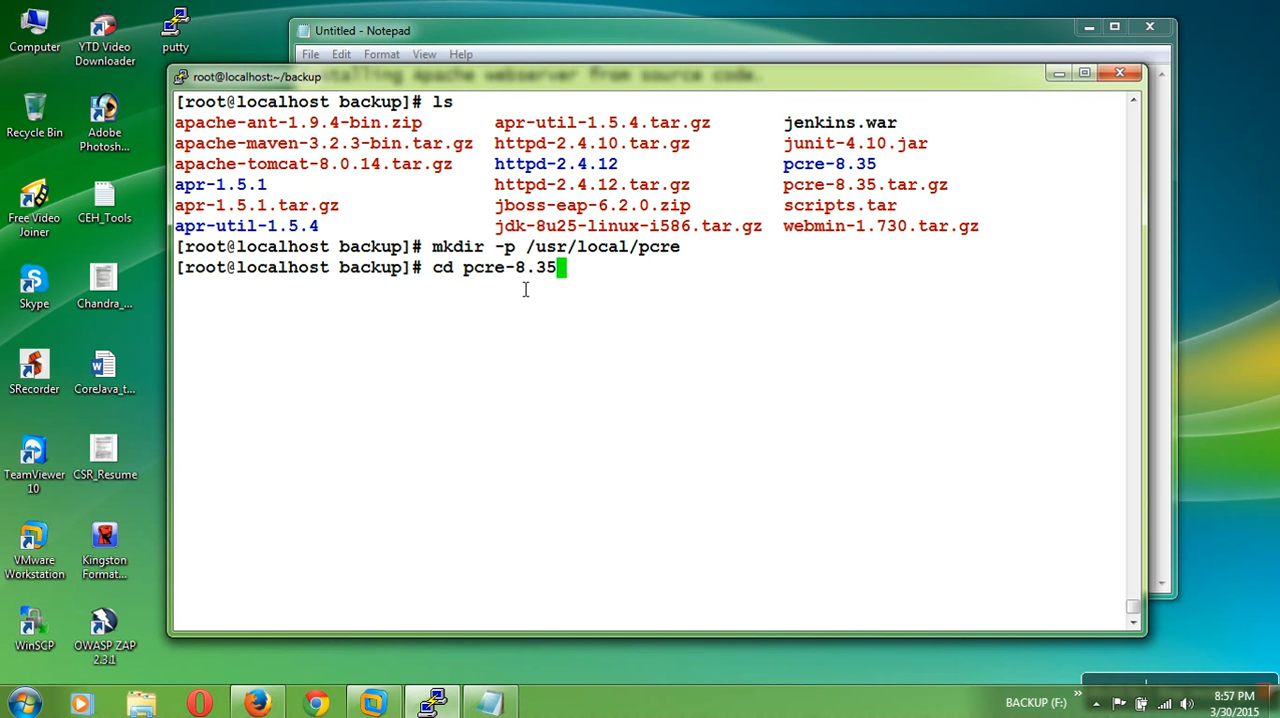 Computer
YTD Video
Downloader
putty
Recycle Bin
Adobe
Photosh...
Free Video
Joiner
CEH_Tools
Skype
Chandra_...
SRecorder
CoreJava_t...
TeamViewer
10
CSR_Resume
VMware
Workstation
Kingston
Format...
WinSCP
OWASP ZAP
2.3.1
Untitled - Notepad
File Edit Format View Help
stalling Apache webserver from source code.
root@localhost:~/backup
[root@localhost backup]# ls
apache-ant-1.9.4-bin.zip apr-util-1.5.4.tar.gz jenkins.war
apache-maven-3.2.3-bin.tar.gz httpd-2.4.10.tar.gz junit-4.10.jar
apache-tomcat-8.0.14.tar.gz httpd-2.4.12 pcre-8.35
apr-1.5.1 httpd-2.4.12.tar.gz pcre-8.35.tar.gz
apr-1.5.1.tar.gz jboss-eap-6.2.0.zip scripts.tar
apr-util-1.5.4 jdk-8u25-linux-i586.tar.gz webmin-1.730.tar.gz
[root@localhost backup]# mkdir -p /usr/local/pcre
[root@localhost backup]# cd pcre-8.35
BACKUP (F:)
8:57 PM
3/30/2015